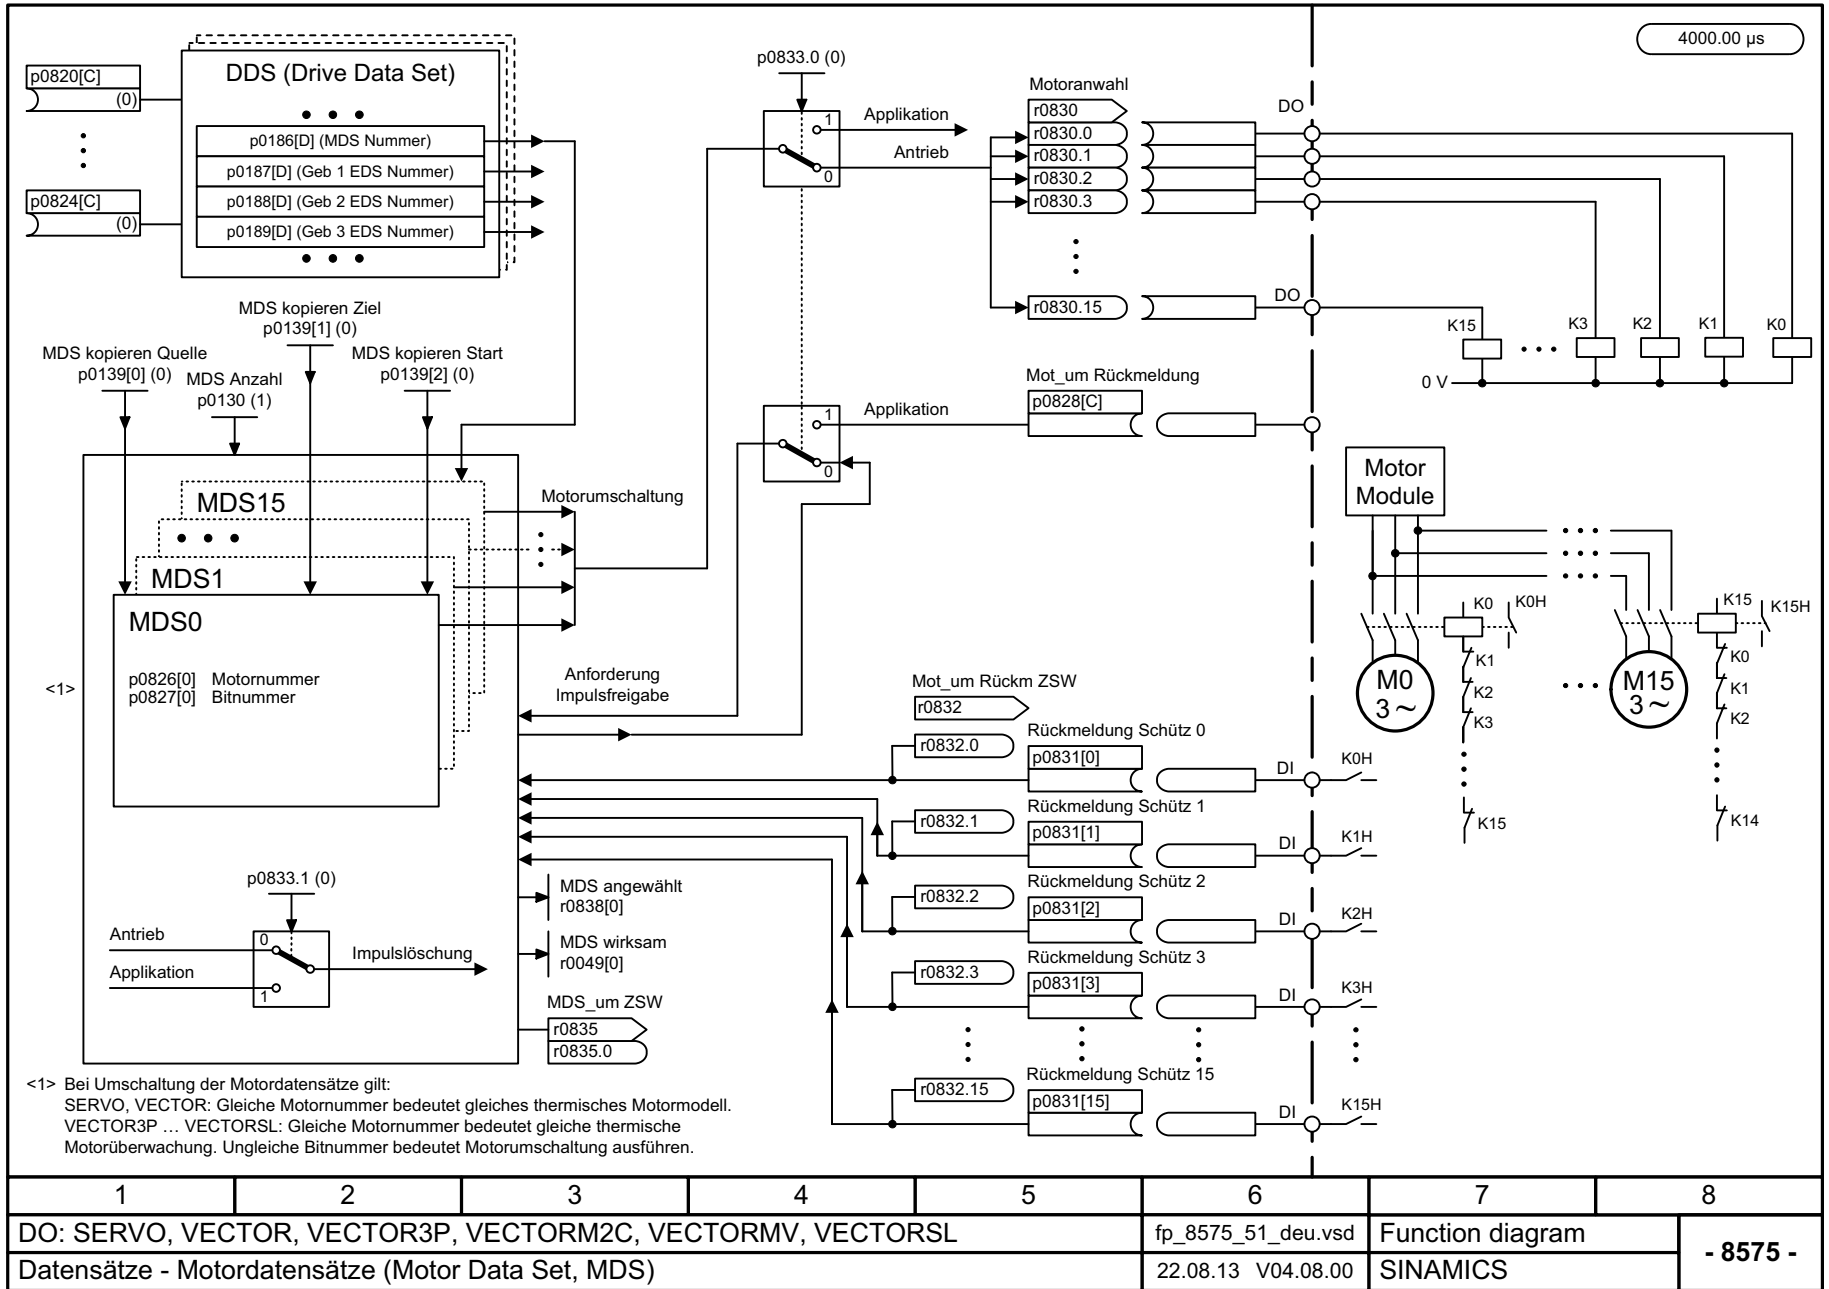 4000.00 µs
p0820[C]
(0)
p0824[C]
(0)
DDS (Drive Data Set)
p0186[D] (MDS Nummer)
p0187[D] (Geb 1 EDS Nummer)
p0188[D] (Geb 2 EDS Nummer)
p0189[D] (Geb 3 EDS Nummer)
p0833.0 (0)
1
0
Applikation
Antrieb
Motoranwahl
r0830
r0830.0
r0830.1
r0830.2
r0830.3
r0830.15
DO
DO
K15
K3
K2
K1
K0
0 V
MDS kopieren Ziel
p0139[1] (0)
MDS kopieren Quelle
p0139[0] (0)
MDS Anzahl
p0130 (1)
MDS kopieren Start
p0139[2] (0)
1
0
Applikation
Mot_um Rückmeldung
p0828[C]
MDS15
MDS1
MDS0
p0826[0] Motornummer
p0827[0] Bitnummer
<1>
Motorumschaltung
Anforderung
Impulsfreigabe
Motor
Module
K0
K0H
K1
K2
K3
K15
M0
3 ~
M15
3 ~
K15
K15H
K0
K1
K2
K14
Mot_um Rückm ZSW
r0832
r0832.0
Rückmeldung Schütz 0
p0831[0]
DI
K0H
r0832.1
Rückmeldung Schütz 1
p0831[1]
DI
K1H
r0832.2
Rückmeldung Schütz 2
p0831[2]
DI
K2H
r0832.3
Rückmeldung Schütz 3
p0831[3]
DI
K3H
r0832.15
Rückmeldung Schütz 15
p0831[15]
DI
K15H
p0833.1 (0)
Antrieb
Applikation
0
1
Impulslöschung
MDS angewählt
r0838[0]
MDS wirksam
r0049[0]
MDS_um ZSW
r0835
r0835.0
<1> Bei Umschaltung der Motordatensätze gilt:
SERVO, VECTOR: Gleiche Motornummer bedeutet gleiches thermisches Motormodell.
VECTOR3P … VECTORSL: Gleiche Motornummer bedeutet gleiche thermische
Motorüberwachung. Ungleiche Bitnummer bedeutet Motorumschaltung ausführen.
1 2 3 4 5 6 7 8
DO: SERVO, VECTOR, VECTOR3P, VECTORM2C, VECTORMV, VECTORSL
fp_8575_51_deu.vsd
Function diagram
- 8575 -
Datensätze - Motordatensätze (Motor Data Set, MDS)
22.08.13 V04.08.00
SINAMICS